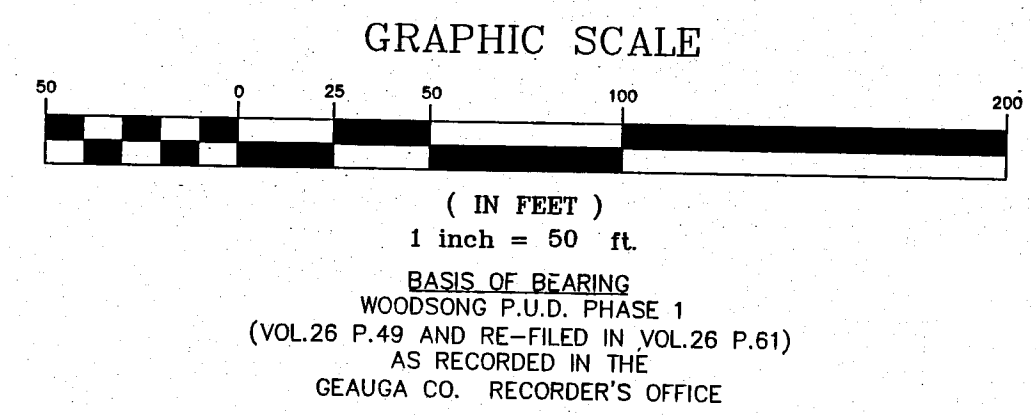 GRAPHIC SCALE
50 0 25 50 100 200
( IN FEET )
1 inch = 50 ft.
BASIS OF BEARING
WOODSONG P.U.D. PHASE 1
(VOL.26 P.49 AND RE-FILED IN VOL.26 P.61)
AS RECORDED IN THE
GEAUGA CO. RECORDER'S OFFICE